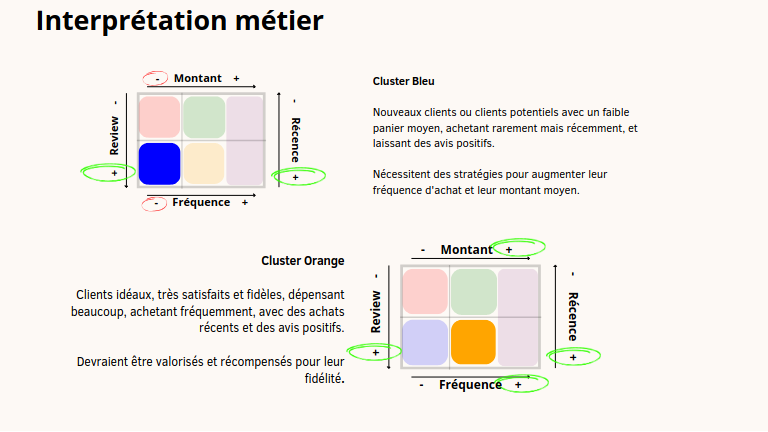 Interprétation métier
- Montant +
Review - +
Récence - +
- Fréquence +
Cluster Bleu
Nouveaux clients ou clients potentiels avec un faible
panier moyen, achetant rarement mais récemment, et
laissant des avis positifs.
Nécessitent des stratégies pour augmenter leur
fréquence d'achat et leur montant moyen.
Cluster Orange
Clients idéaux, très satisfaits et fidèles, dépensant
beaucoup, achetant fréquemment, avec des achats
récents et des avis positifs.
Devraient être valorisés et récompensés pour leur
fidélité.
- Montant +
Review - +
Récence - +
- Fréquence +